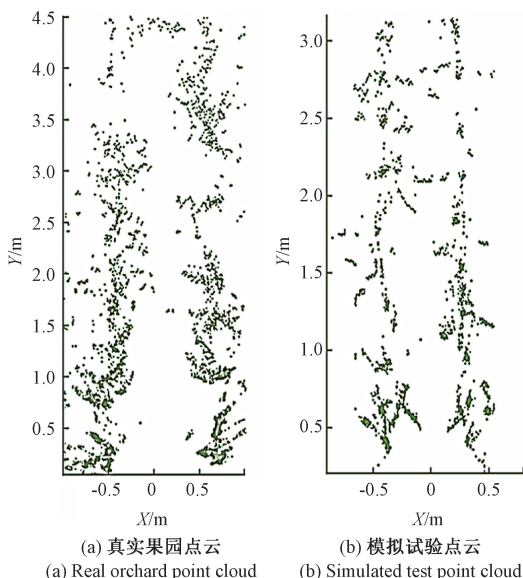 4.5
4.0
3.5
3.0
2.5
2.0
1.5
1.0
0.5
Y/m
-0.5 0 0.5
X/m
(a) 真实果园点云
(a) Real orchard point cloud
3.0
2.5
2.0
1.5
1.0
0.5
Y/m
-0.5 0 0.5
X/m
(b) 模拟试验点云
(b) Simulated test point cloud